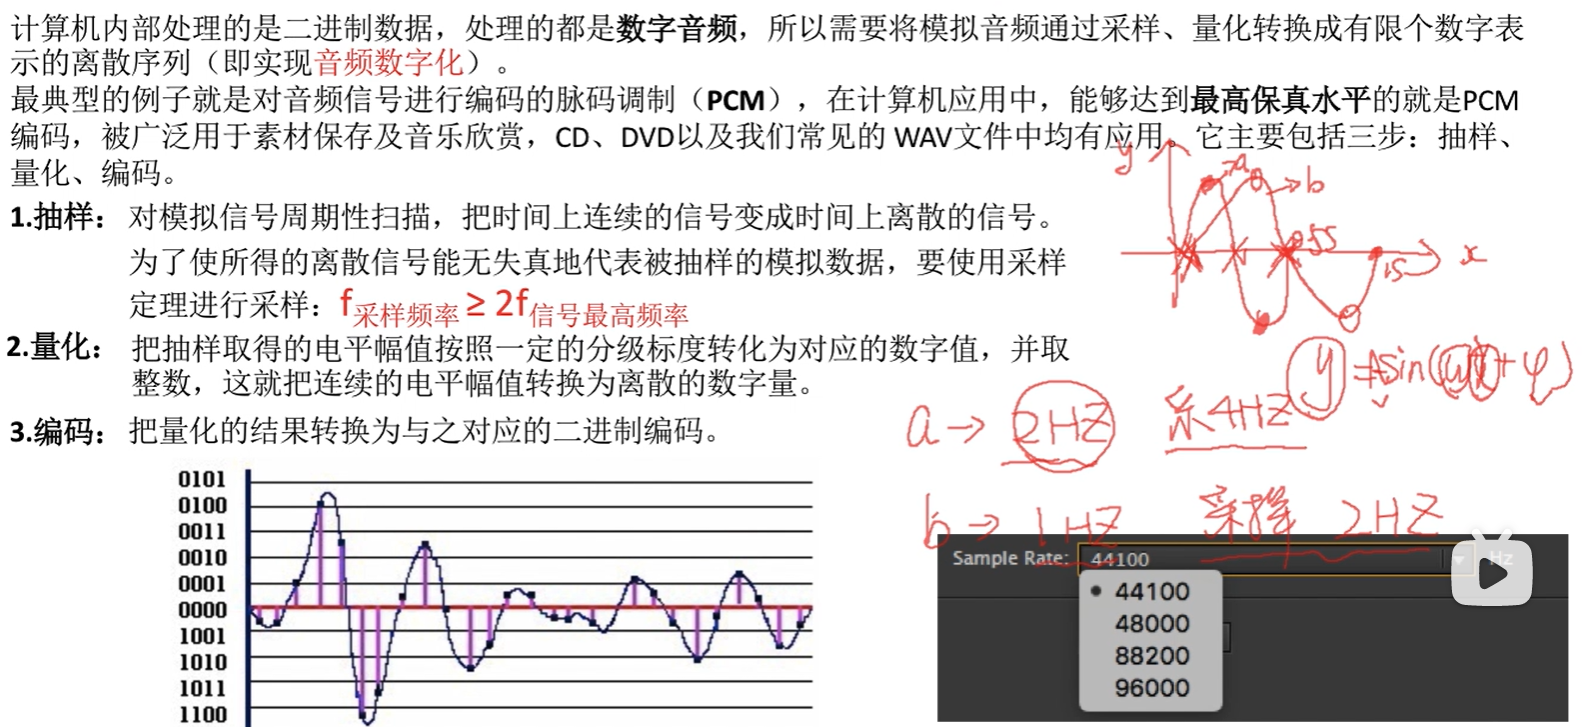 计算机内部处理的是二进制数据，处理的都是数字音频，所以需要将模拟音频通过采样、量化转换成有限个数字表
示的离散序列（即实现音频数字化）。
最典型的例子就是对音频信号进行编码的脉码调制（PCM），在计算机应用中，能够达到最高保真水平的就是PCM
编码，被广泛用于素材保存及音乐欣赏，CD、DVD以及我们常见的 WAV文件中均有应用。它主要包括三步：抽样、
量化、编码。
1.抽样：对模拟信号周期性扫描，把时间上连续的信号变成时间上离散的信号。
为了使所得的离散信号能无失真地代表被抽样的模拟数据，要使用采样
定理进行采样：f采样频率 ≥ 2f信号最高频率
2.量化：把抽样取得的电平幅值按照一定的分级标度转化为对应的数字值，并取
整数，这就把连续的电平幅值转换为离散的数字量。
3.编码：把量化的结果转换为与之对应的二进制编码。
y
a
b
0.5s
1s
x
y=Asin(ωx+φ)
a→2HZ 采4HZ
b→1HZ 采样 2HZ
0101
0100
0011
0010
0001
0000
1001
1010
1011
1100
Sample Rate: 44100 Hz
44100
48000
88200
96000